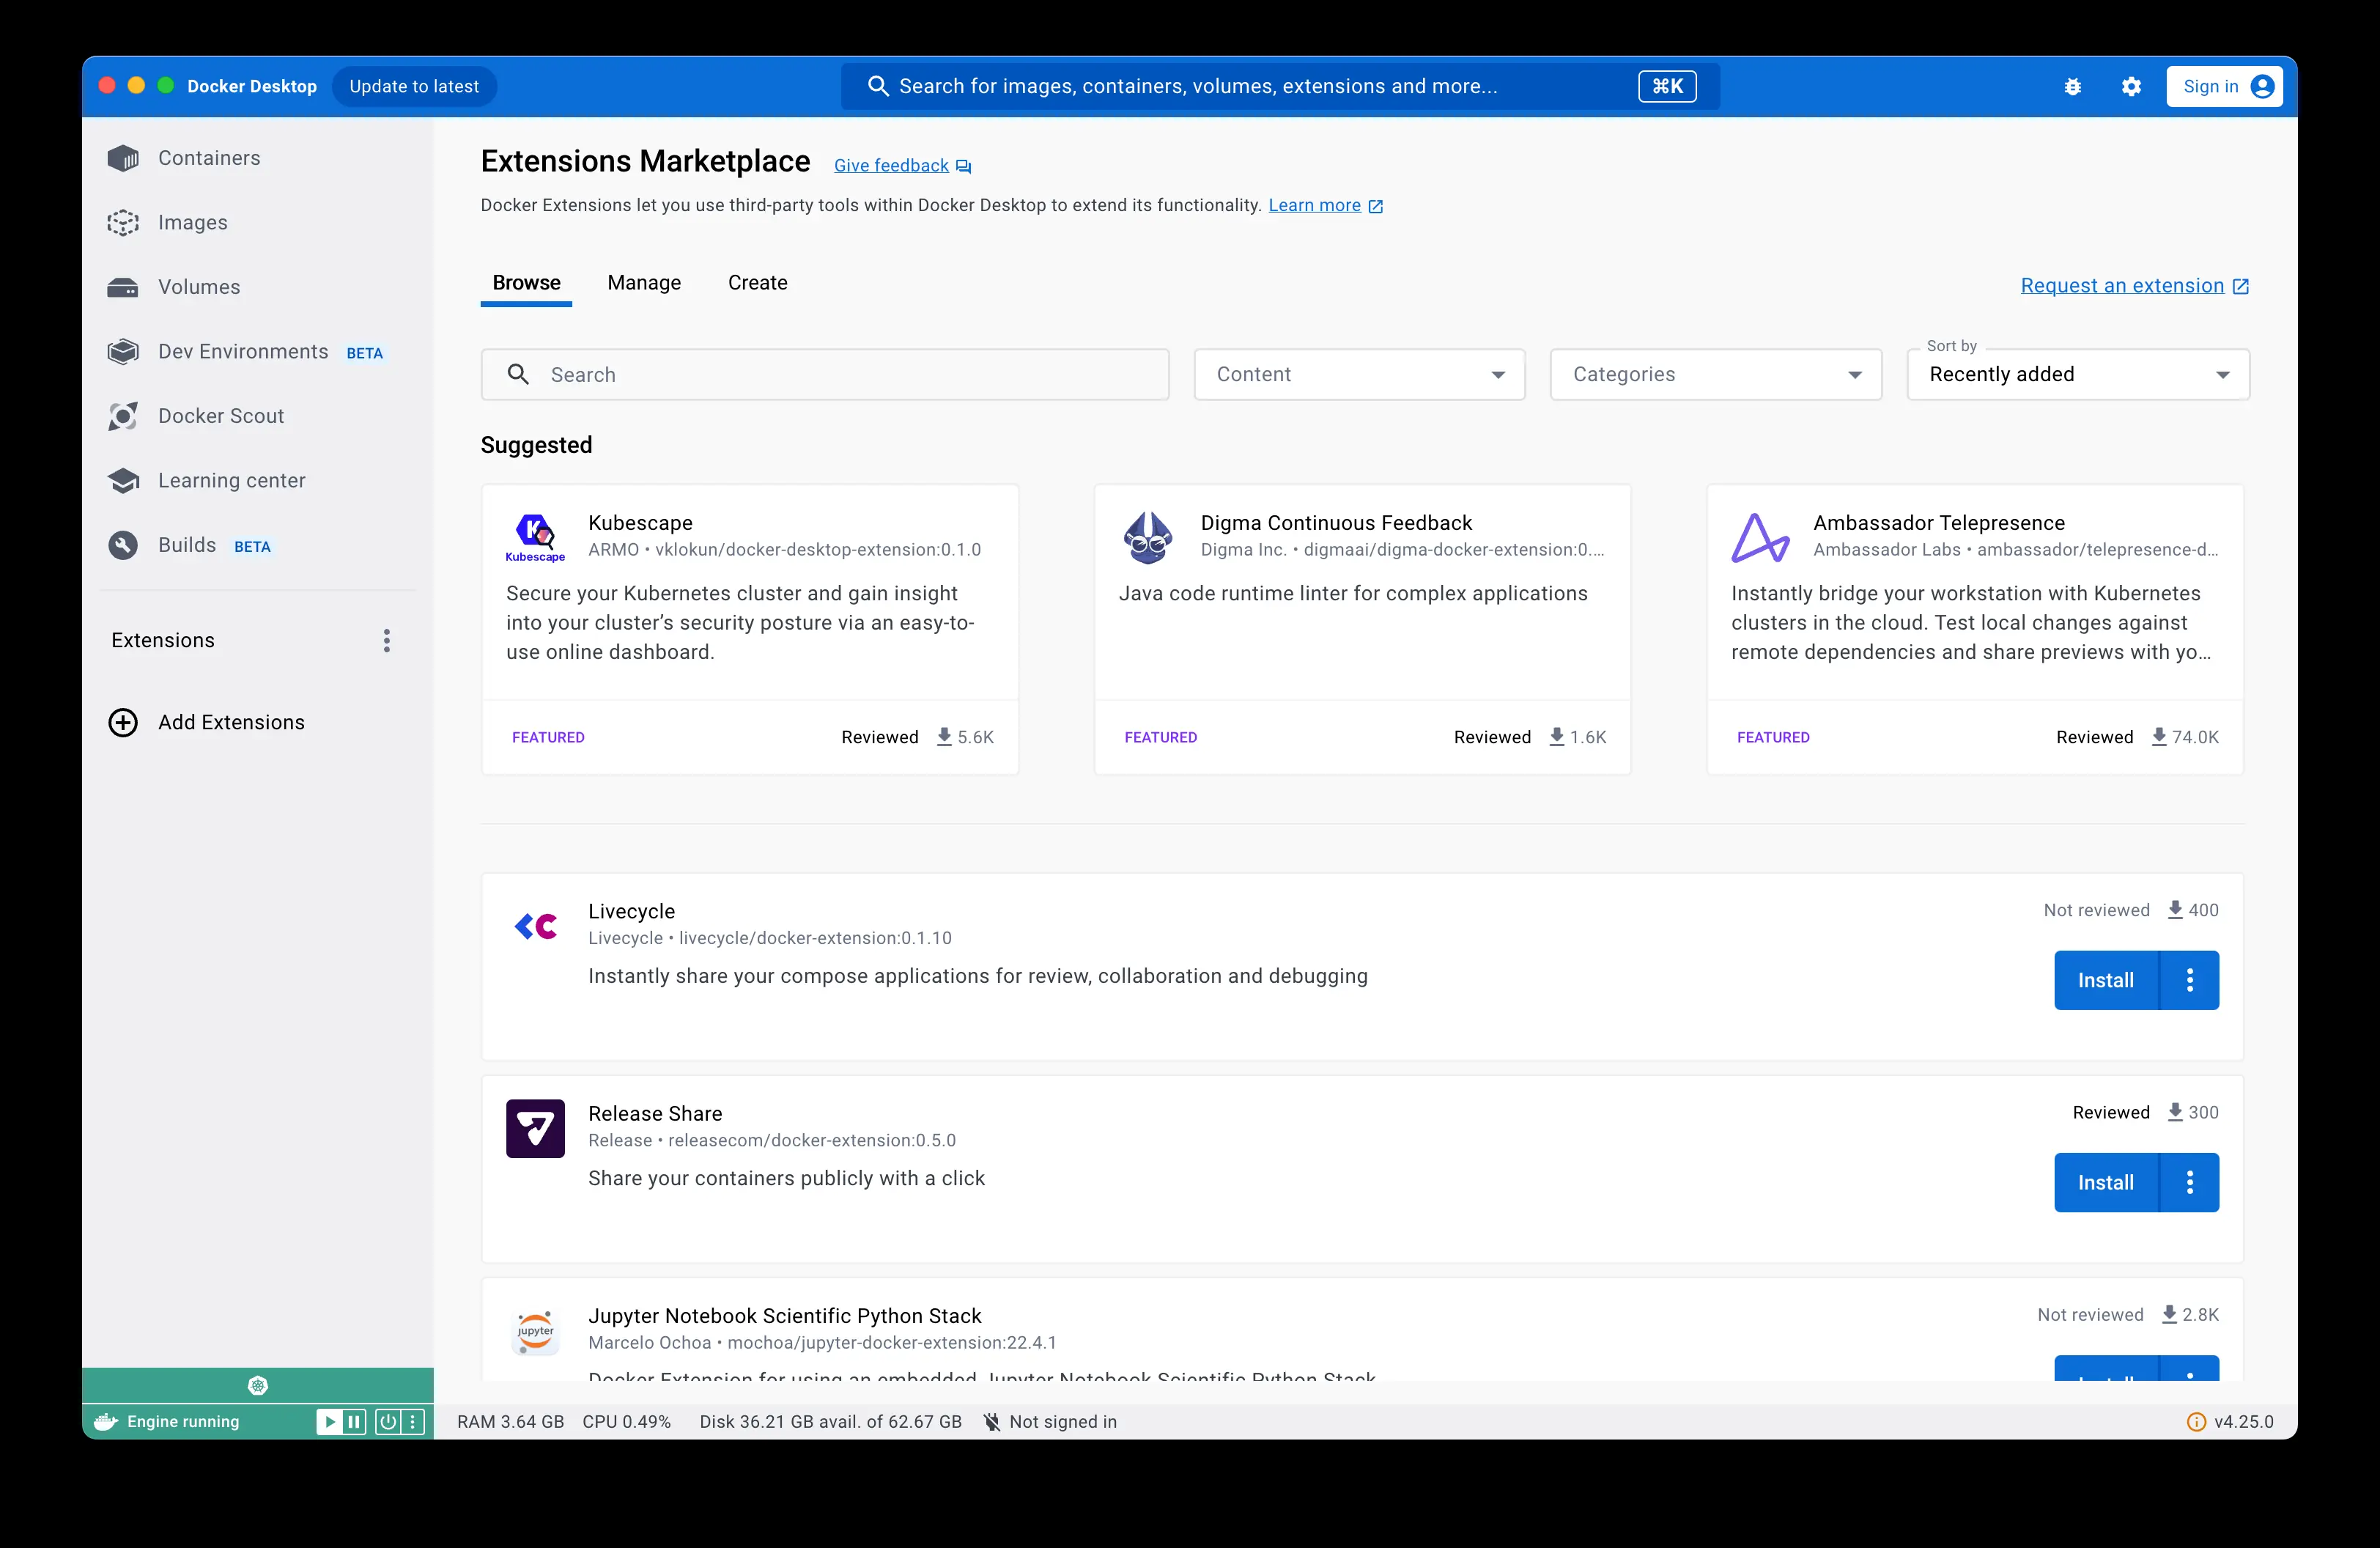 Docker Desktop Update to latest Search for images, containers, volumes, extensions and more... ⌘K Sign in
Containers
Images
Volumes
Dev Environments BETA
Docker Scout
Learning center
Builds BETA
Extensions
Add Extensions
Extensions Marketplace Give feedback
Docker Extensions let you use third-party tools within Docker Desktop to extend its functionality. Learn more
Browse Manage Create Request an extension
Search Content Categories Sort by Recently added
Suggested
Kubescape
Kubescape
ARMO • vklokun/docker-desktop-extension:0.1.0
Secure your Kubernetes cluster and gain insight
into your cluster’s security posture via an easy-to-
use online dashboard.
FEATURED Reviewed 5.6K
Digma Continuous Feedback
Digma Inc. • digmaai/digma-docker-extension:0....
Java code runtime linter for complex applications
FEATURED Reviewed 1.6K
Ambassador Telepresence
Ambassador Labs • ambassador/telepresence-d...
Instantly bridge your workstation with Kubernetes
clusters in the cloud. Test local changes against
remote dependencies and share previews with yo...
FEATURED Reviewed 74.0K
Livecycle Not reviewed 400
Livecycle • livecycle/docker-extension:0.1.10
Instantly share your compose applications for review, collaboration and debugging
Install
Release Share Reviewed 300
Release • releasecom/docker-extension:0.5.0
Share your containers publicly with a click
Install
jupyter
Jupyter Notebook Scientific Python Stack Not reviewed 2.8K
Marcelo Ochoa • mochoa/jupyter-docker-extension:22.4.1
Docker Extension for using an embedded Jupyter Notebook Scientific Python Stack
Install
Engine running RAM 3.64 GB CPU 0.49% Disk 36.21 GB avail. of 62.67 GB Not signed in v4.25.0